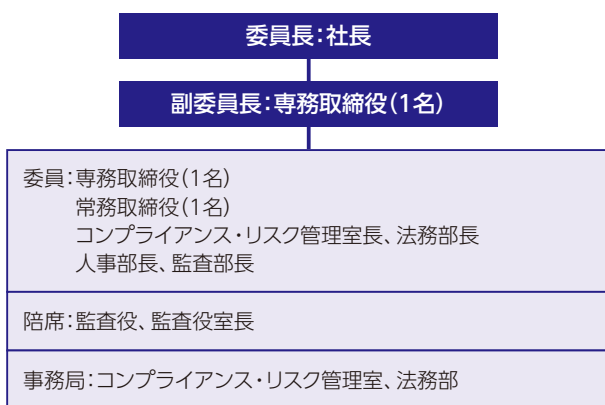 委員長:社長
副委員長:専務取締役(1名)
委員:専務取締役(1名)
常務取締役(1名)
コンプライアンス・リスク管理室長、法務部長
人事部長、監査部長
陪席:監査役、監査役室長
事務局:コンプライアンス・リスク管理室、法務部